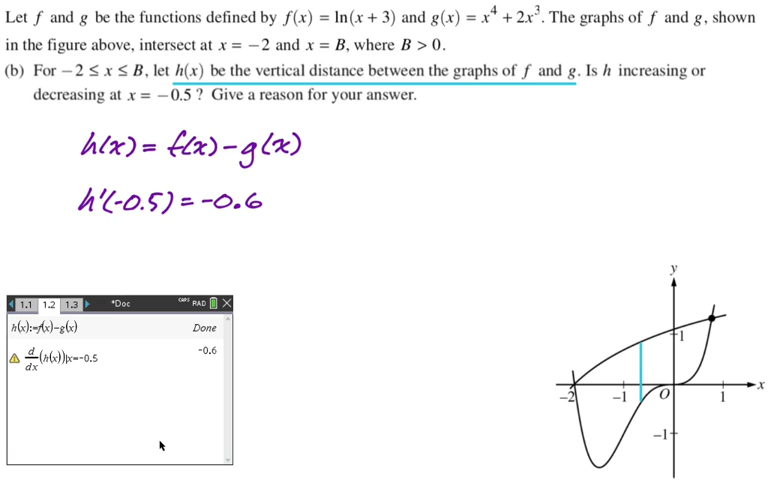 Let f and g be the functions defined by f(x) = ln(x + 3) and g(x) = x⁴ + 2x³. The graphs of f and g, shown
in the figure above, intersect at x = −2 and x = B, where B > 0.
(b) For −2 ≤ x ≤ B, let h(x) be the vertical distance between the graphs of f and g. Is h increasing or
decreasing at x = −0.5 ? Give a reason for your answer.
h(x) = f(x) − g(x)
h'(-0.5) = -0.6
1.1 1.2 1.3 *Doc CAPS RAD
h(x):=f(x)−g(x) Done
d/dx(h(x))|x=-0.5 -0.6
y
1
-2 -1 O 1 x
-1